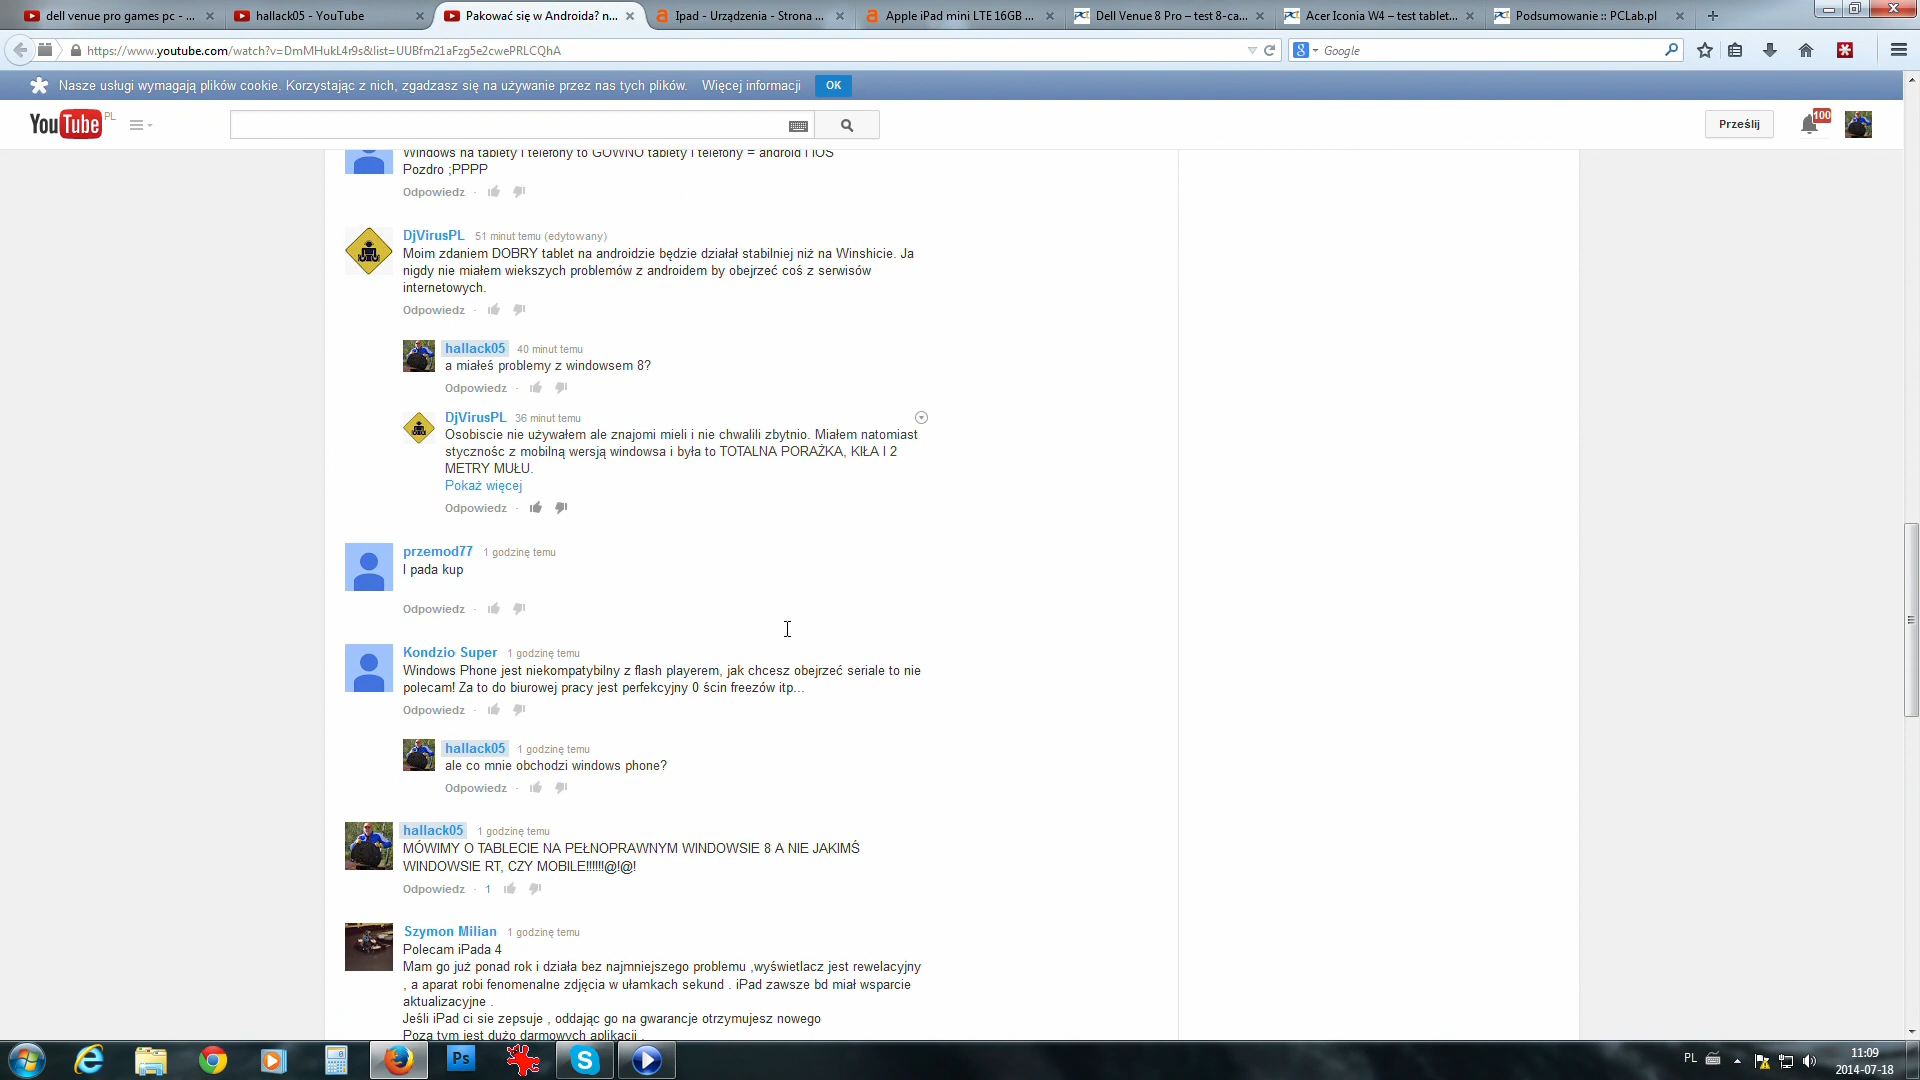 dell venue pro games pc - ...
hallack05 - YouTube
Pakować się w Androida? n...
Ipad - Urządzenia - Strona ...
Apple iPad mini LTE 16GB ...
Dell Venue 8 Pro – test 8-ca...
Acer Iconia W4 – test tablet...
Podsumowanie :: PCLab.pl
https://www.youtube.com/watch?v=DmMHukL4r9s&list=UUBfm21aFzg5e2cwePRLCQhA
Google
Nasze usługi wymagają plików cookie. Korzystając z nich, zgadzasz się na używanie przez nas tych plików. Więcej informacji OK
YouTube PL
Prześlij
100
Windows na tablety i telefony to GÓWNO tablety i telefony = android i iOS
Pozdro ;PPPP
Odpowiedz ·
DjVirusPL 51 minut temu (edytowany)
Moim zdaniem DOBRY tablet na androidzie będzie działał stabilniej niż na Winshicie. Ja
nigdy nie miałem wiekszych problemów z androidem by obejrzeć coś z serwisów
internetowych.
Odpowiedz ·
hallack05 40 minut temu
a miałeś problemy z windowsem 8?
Odpowiedz ·
DjVirusPL 36 minut temu
Osobiscie nie używałem ale znajomi mieli i nie chwalili zbytnio. Miałem natomiast
stycznośc z mobilną wersją windowsa i była to TOTALNA PORAŻKA, KIŁA I 2
METRY MUŁU.
Pokaż więcej
Odpowiedz ·
przemod77 1 godzinę temu
I pada kup
Odpowiedz ·
Kondzio Super 1 godzinę temu
Windows Phone jest niekompatybilny z flash playerem, jak chcesz obejrzeć seriale to nie
polecam! Za to do biurowej pracy jest perfekcyjny 0 ścin freezów itp...
Odpowiedz ·
hallack05 1 godzinę temu
ale co mnie obchodzi windows phone?
Odpowiedz ·
hallack05 1 godzinę temu
MÓWIMY O TABLECIE NA PEŁNOPRAWNYM WINDOWSIE 8 A NIE JAKIMŚ
WINDOWSIE RT, CZY MOBILE!!!!!!@!@!
Odpowiedz · 1
Szymon Milian 1 godzinę temu
Polecam iPada 4
Mam go już ponad rok i działa bez najmniejszego problemu ,wyświetlacz jest rewelacyjny
, a aparat robi fenomenalne zdjęcia w ułamkach sekund . iPad zawsze bd miał wsparcie
aktualizacyjne .
Jeśli iPad ci sie zepsuje , oddając go na gwarancje otrzymujesz nowego
Poza tym jest dużo darmowych aplikacji .
Ps
PL
11:09
2014-07-18